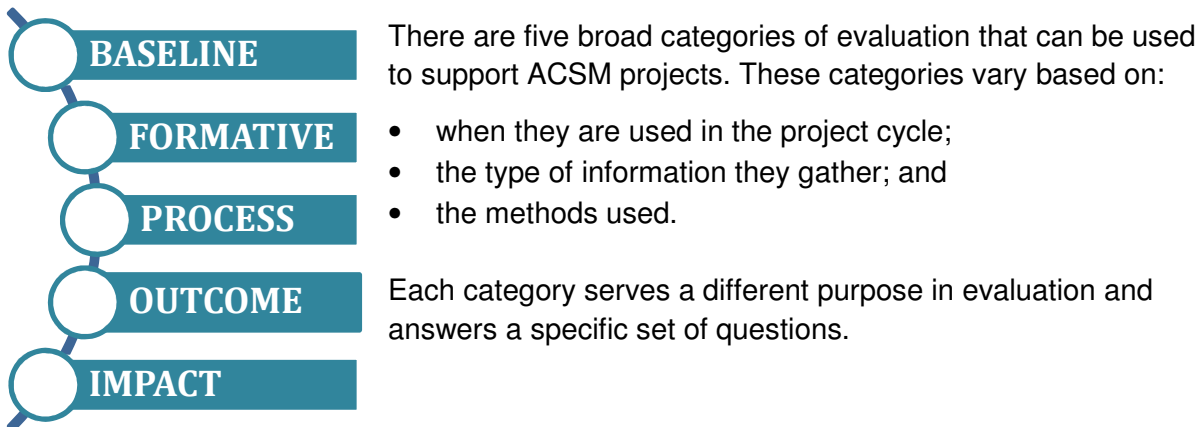 BASELINE
FORMATIVE
PROCESS
OUTCOME
IMPACT
There are five broad categories of evaluation that can be used
to support ACSM projects. These categories vary based on:
• when they are used in the project cycle;
• the type of information they gather; and
• the methods used.
Each category serves a different purpose in evaluation and
answers a specific set of questions.